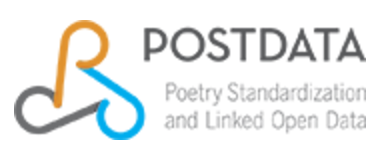 POSTDATA
Poetry Standardization
and Linked Open Data